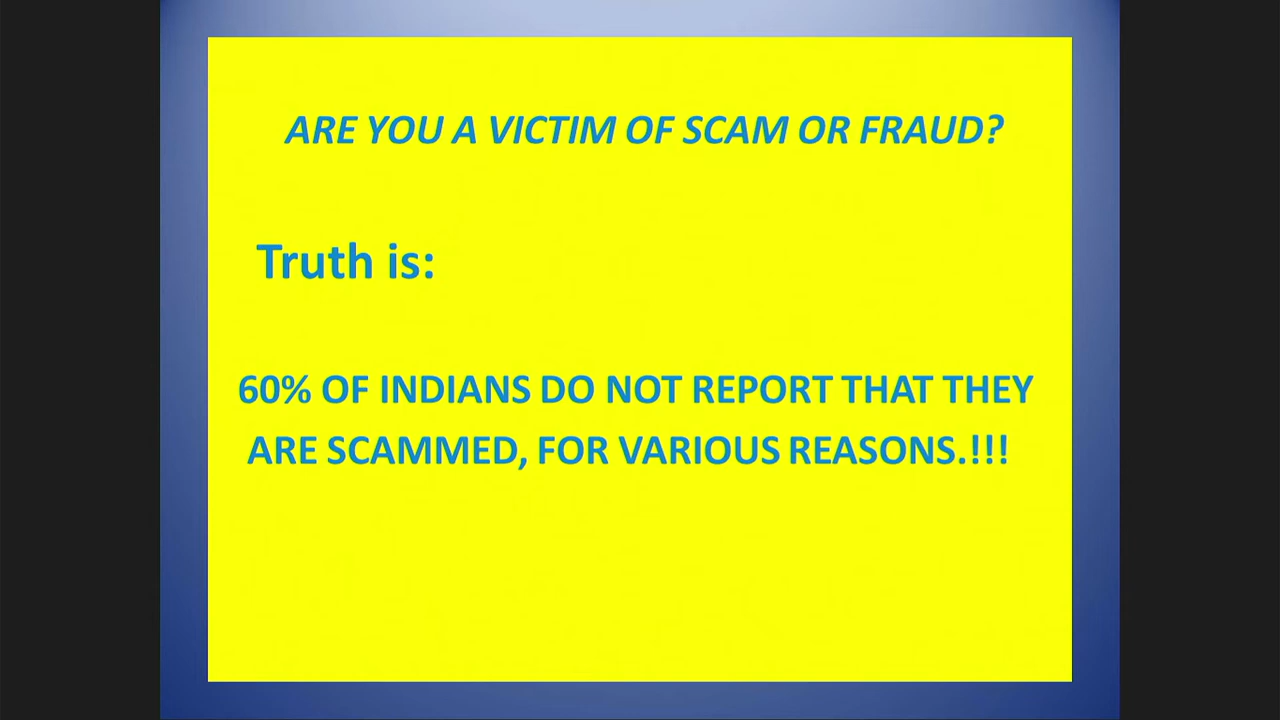 ARE YOU A VICTIM OF SCAM OR FRAUD?
Truth is:
60% OF INDIANS DO NOT REPORT THAT THEY
ARE SCAMMED, FOR VARIOUS REASONS.!!!